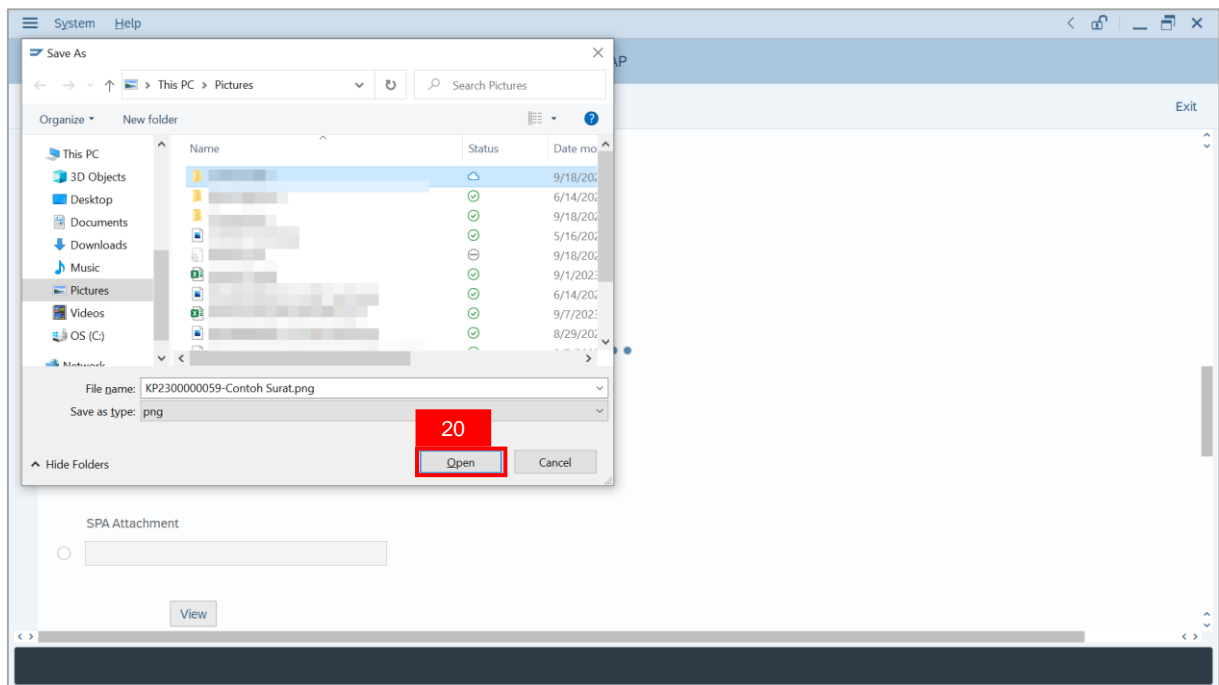 System Help
Save As
AP
This PC > Pictures
Search Pictures
Exit
Organize New folder
Name Status Date mo
This PC
3D Objects 9/18/202
Desktop 6/14/202
Documents 9/18/202
Downloads 5/16/202
Music 9/18/202
Pictures 9/1/2023
Videos 6/14/202
OS (C:) 9/7/2023
8/29/202
Network
File name: KP2300000059-Contoh Surat.png
Save as type: png
20
Hide Folders Open Cancel
SPA Attachment
View